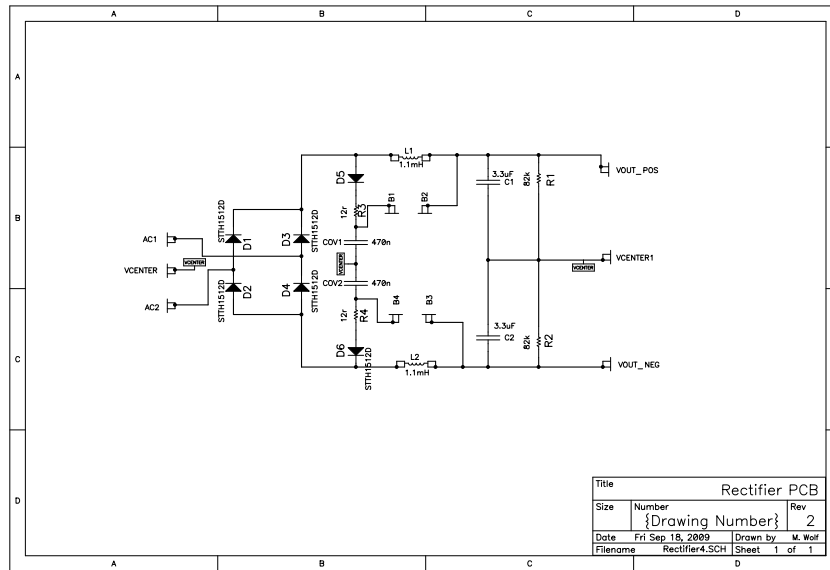 A B C D
A
L1
1.1mH
D5
3.3uF
C1
82k
R1
VOUT_POS
B1
B2
12r
R3
B
STTH1512D
AC1
D1
D3
COV1
470n
VCENTER
VCENTER
VCENTER
VCENTER1
VCENTER
COV2
470n
STTH1512D
STTH1512D
D2
D4
AC2
STTH1512D
12r
R4
B4
B3
3.3uF
C2
82k
R2
D6
STTH1512D
L2
1.1mH
VOUT_NEG
C
D
Title
Rectifier PCB
Size
Number
Rev
{Drawing Number}
2
Date Fri Sep 18, 2009 Drawn by M. Wolf
Filename Rectifier4.SCH Sheet 1 of 1
A B C D